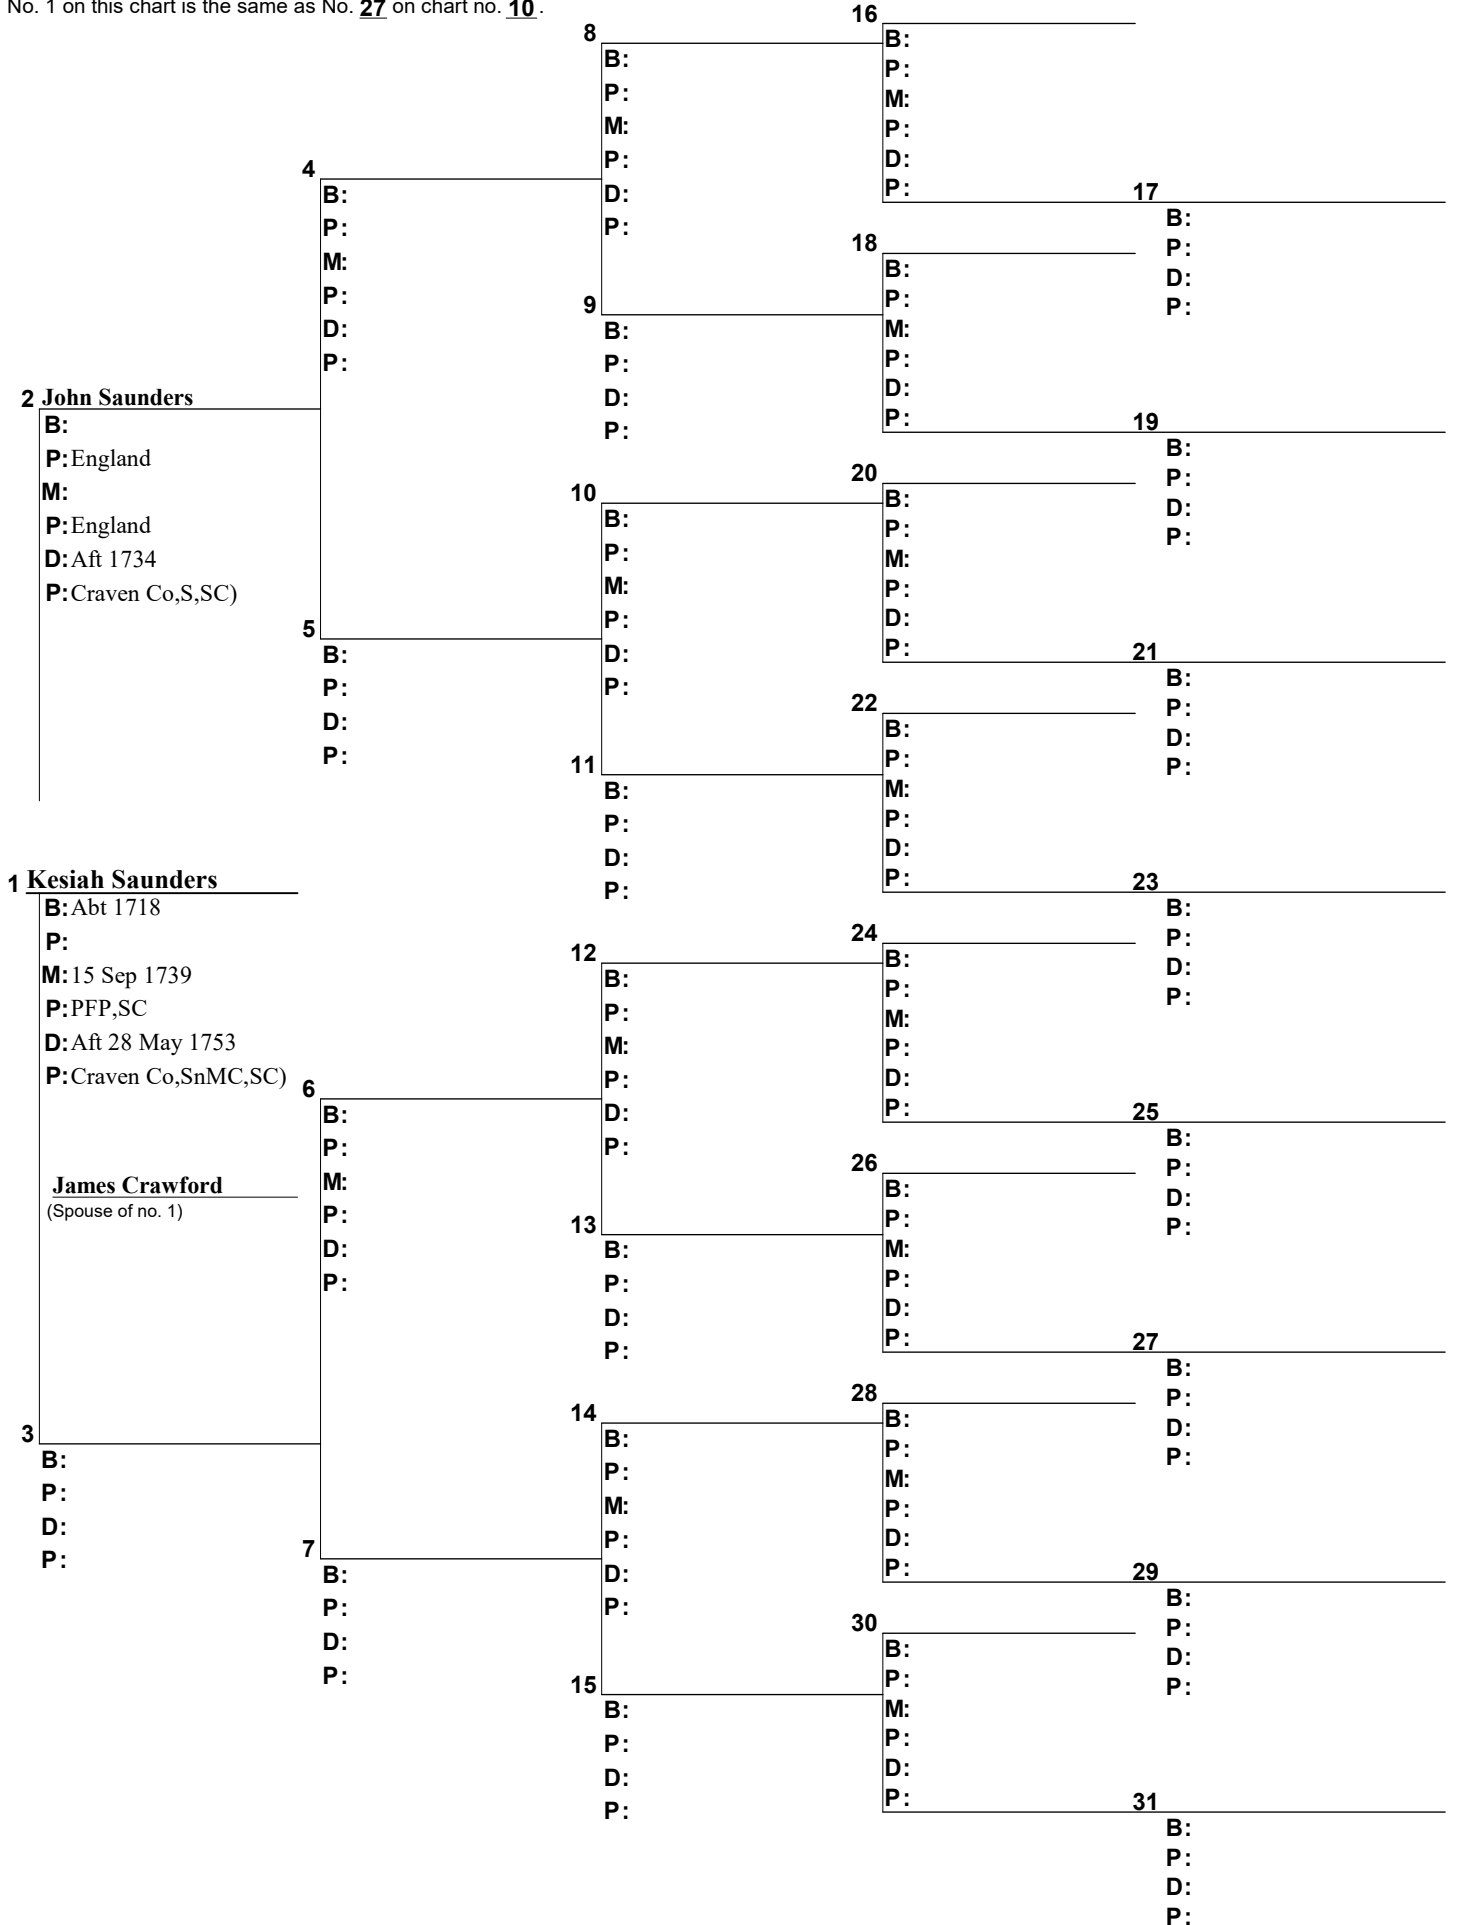 No. 1 on this chart is the same as No. 27 on chart no. 10 .
2 John Saunders
B:
P: England
M:
P: England
D: Aft 1734
P: Craven Co,S,SC)
1 Kesiah Saunders
B: Abt 1718
P:
M: 15 Sep 1739
P: PFP,SC
D: Aft 28 May 1753
P: Craven Co,SnMC,SC)
James Crawford
(Spouse of no. 1)
3
B:
P:
D:
P:
4
B:
P:
M:
P:
D:
P:
5
B:
P:
D:
P:
6
B:
P:
M:
P:
D:
P:
7
B:
P:
D:
P:
8
B:
P:
M:
P:
D:
P:
9
B:
P:
D:
P:
10
B:
P:
M:
P:
D:
P:
11
B:
P:
D:
P:
12
B:
P:
M:
P:
D:
P:
13
B:
P:
D:
P:
14
B:
P:
M:
P:
D:
P:
15
B:
P:
D:
P:
16
B:
P:
M:
P:
D:
P:
17
B:
P:
D:
P:
18
B:
P:
M:
P:
D:
P:
19
B:
P:
D:
P:
20
B:
P:
M:
P:
D:
P:
21
B:
P:
D:
P:
22
B:
P:
M:
P:
D:
P:
23
B:
P:
D:
P:
24
B:
P:
M:
P:
D:
P:
25
B:
P:
D:
P:
26
B:
P:
M:
P:
D:
P:
27
B:
P:
D:
P:
28
B:
P:
M:
P:
D:
P:
29
B:
P:
D:
P:
30
B:
P:
M:
P:
D:
P:
31
B:
P:
D:
P: